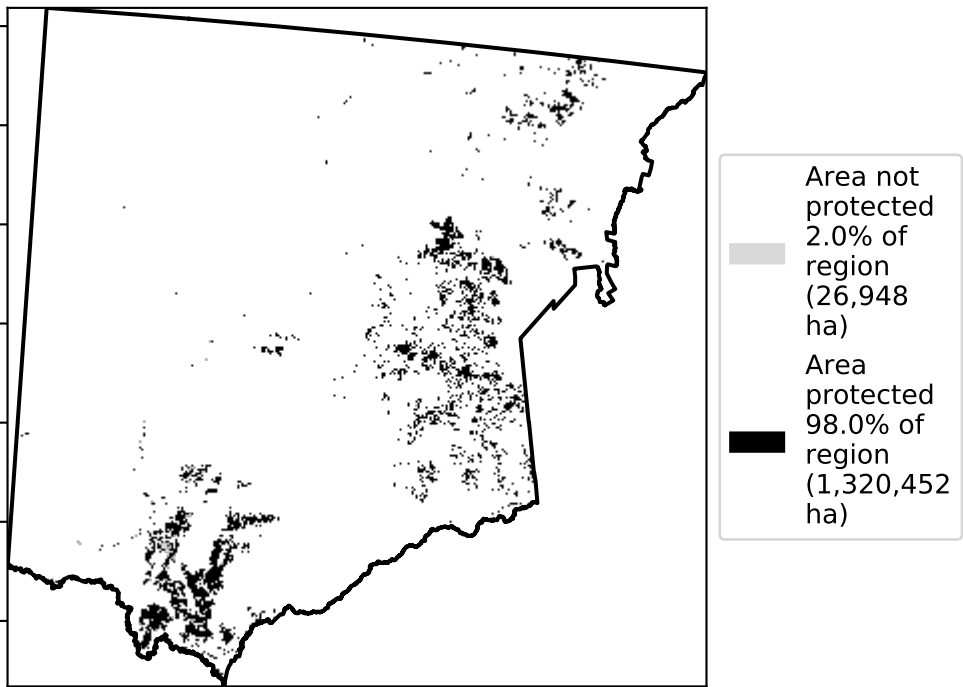 Area not
protected
2.0% of
region
(26,948
ha)
Area
protected
98.0% of
region
(1,320,452
ha)